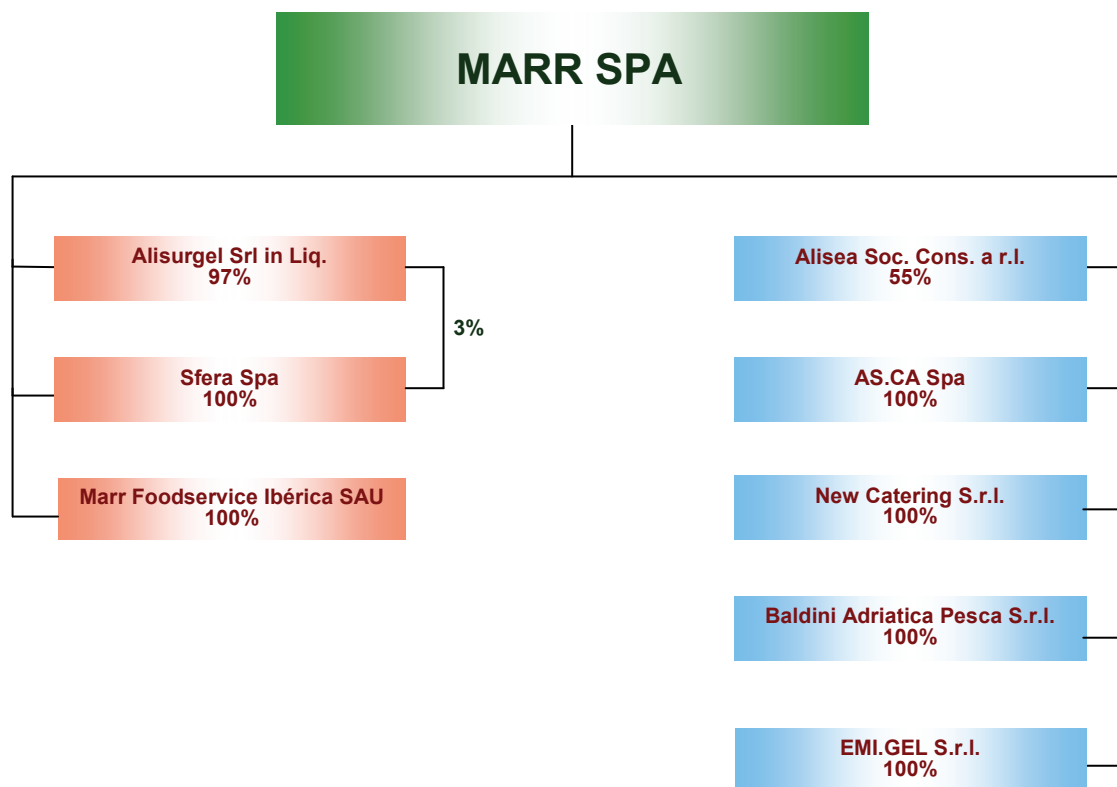 MARR SPA
Alisurgel Srl in Liq.
97%
3%
Sfera Spa
100%
Marr Foodservice Ibérica SAU
100%
Alisea Soc. Cons. a r.l.
55%
AS.CA Spa
100%
New Catering S.r.l.
100%
Baldini Adriatica Pesca S.r.l.
100%
EMI.GEL S.r.l.
100%